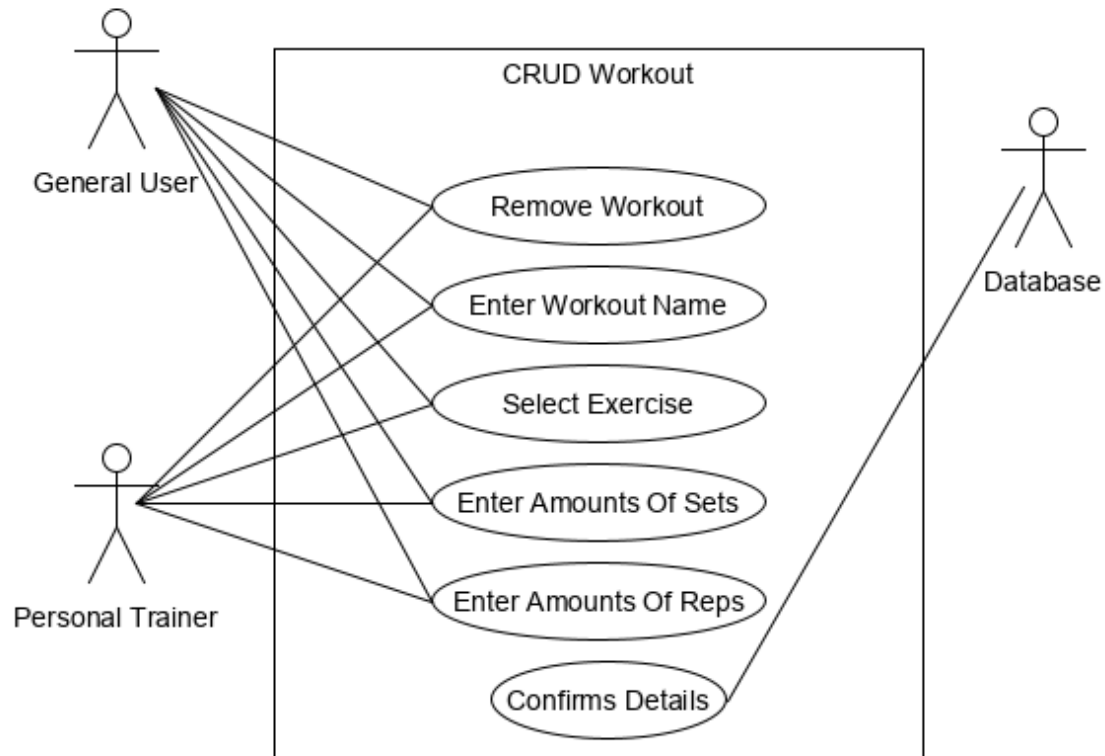 CRUD Workout
General User
Remove Workout
Database
Enter Workout Name
Select Exercise
Enter Amounts Of Sets
Personal Trainer
Enter Amounts Of Reps
Confirms Details